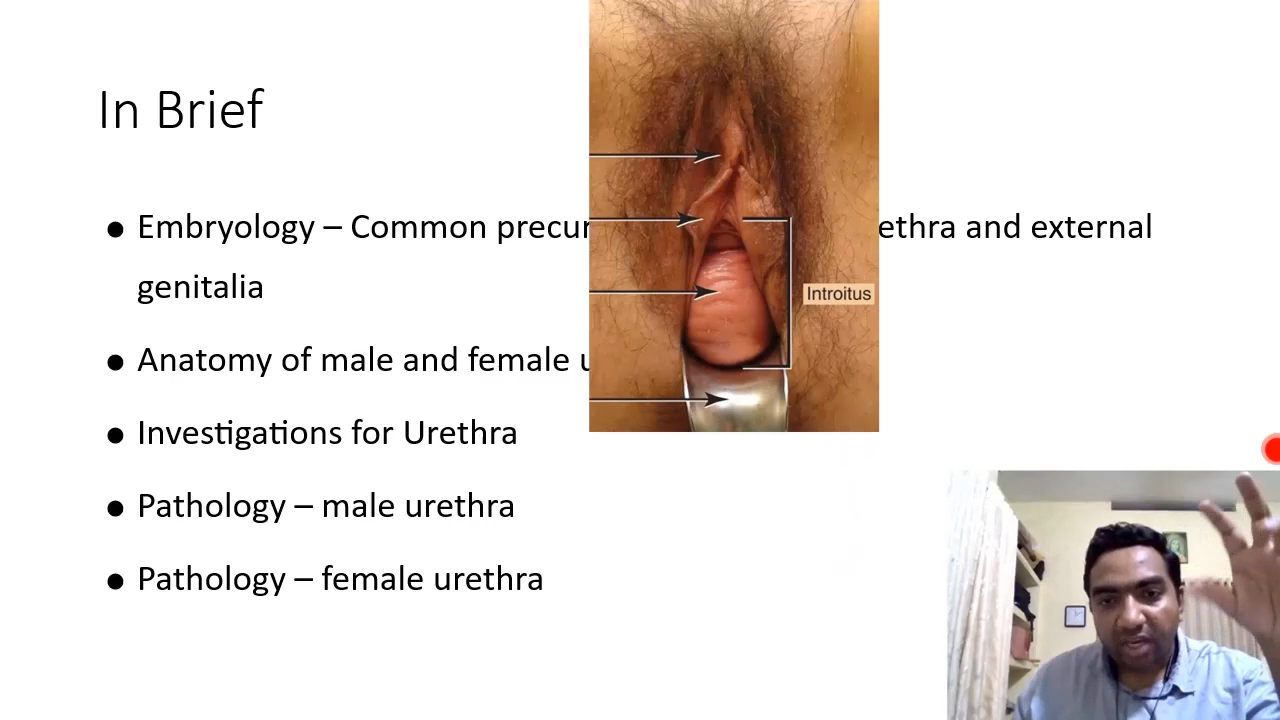 In Brief
● Embryology – Common precur ethra and external
genitalia
● Anatomy of male and female u
● Investigations for Urethra
● Pathology – male urethra
● Pathology – female urethra
Introitus